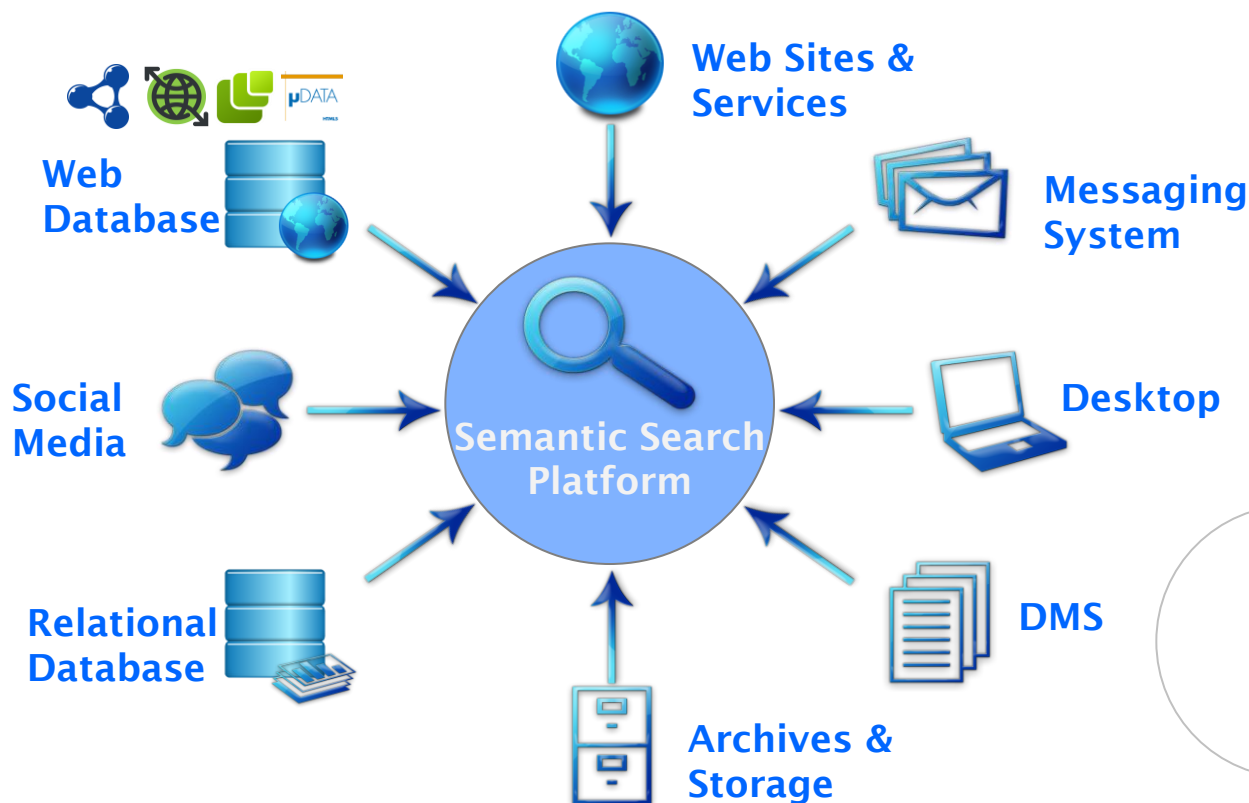 Web Sites &
Services
µDATA
HTML5
Web
Database
Messaging
System
Social
Media
Desktop
Semantic Search
Platform
Relational
Database
DMS
Archives &
Storage